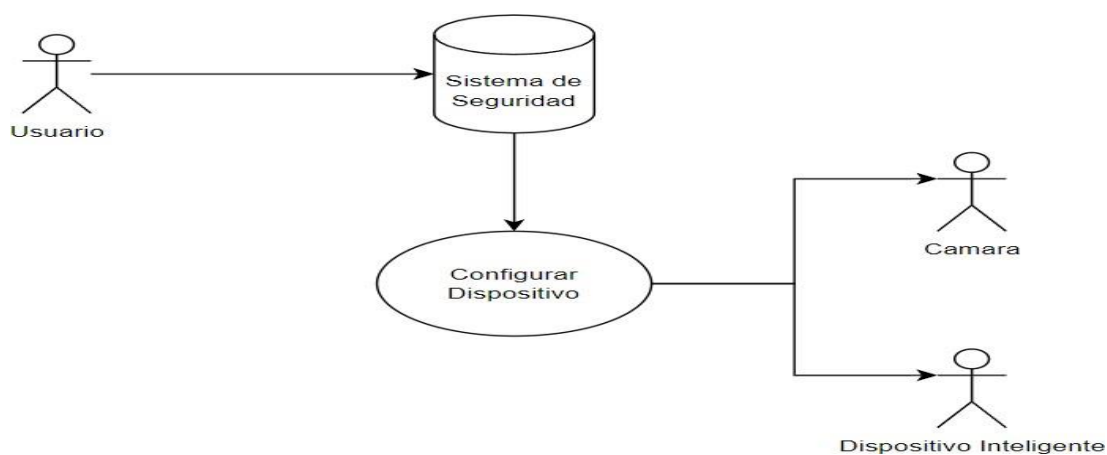 Sistema de
Seguridad
Usuario
Camara
Configurar
Dispositivo
Dispositivo Inteligente